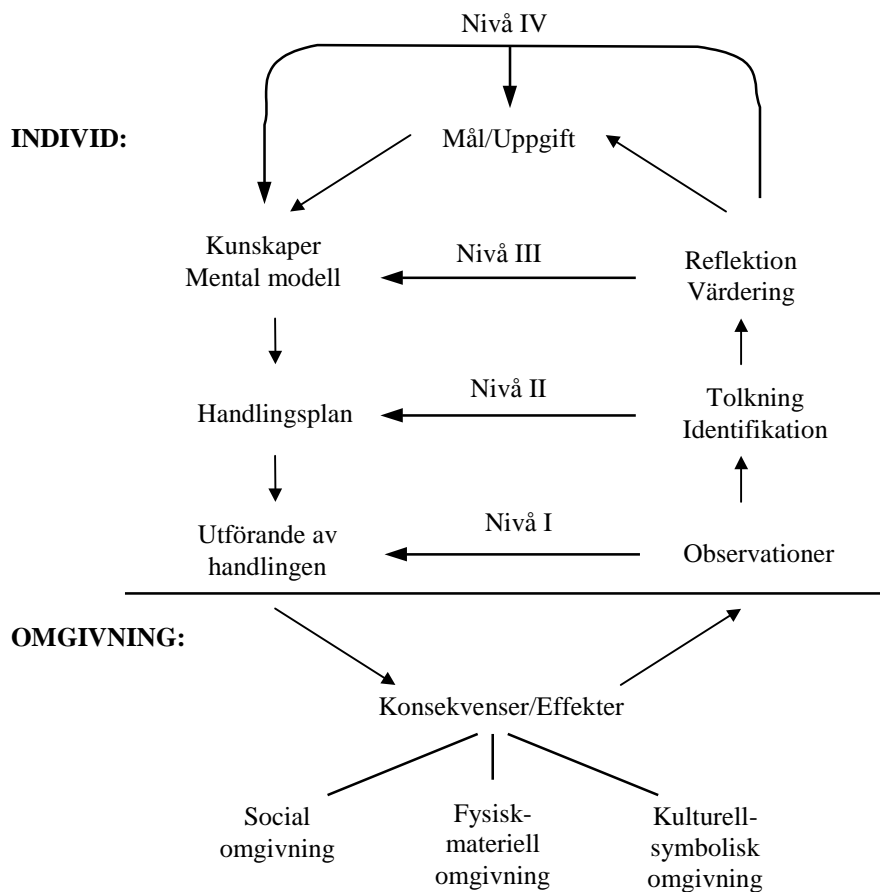 Nivå IV
INDIVID:
Mål/Uppgift
Kunskaper
Mental modell
Nivå III
Reflektion
Värdering
Handlingsplan
Nivå II
Tolkning
Identifikation
Utförande av
handlingen
Nivå I
Observationer
OMGIVNING:
Konsekvenser/Effekter
Social
omgivning
Fysisk-
materiell
omgivning
Kulturell-
symbolisk
omgivning